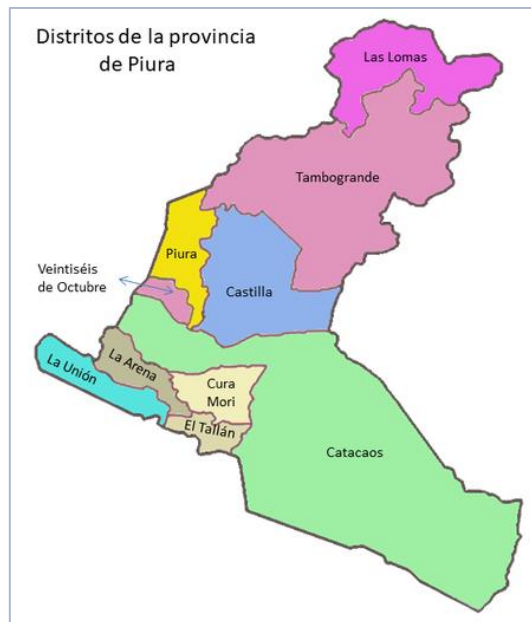 Distritos de la provincia
de Piura
Las Lomas
Tambogrande
Piura
Veintiséis
de Octubre
Castilla
La Arena
La Unión
Cura
Mori
El Tallán
Catacaos